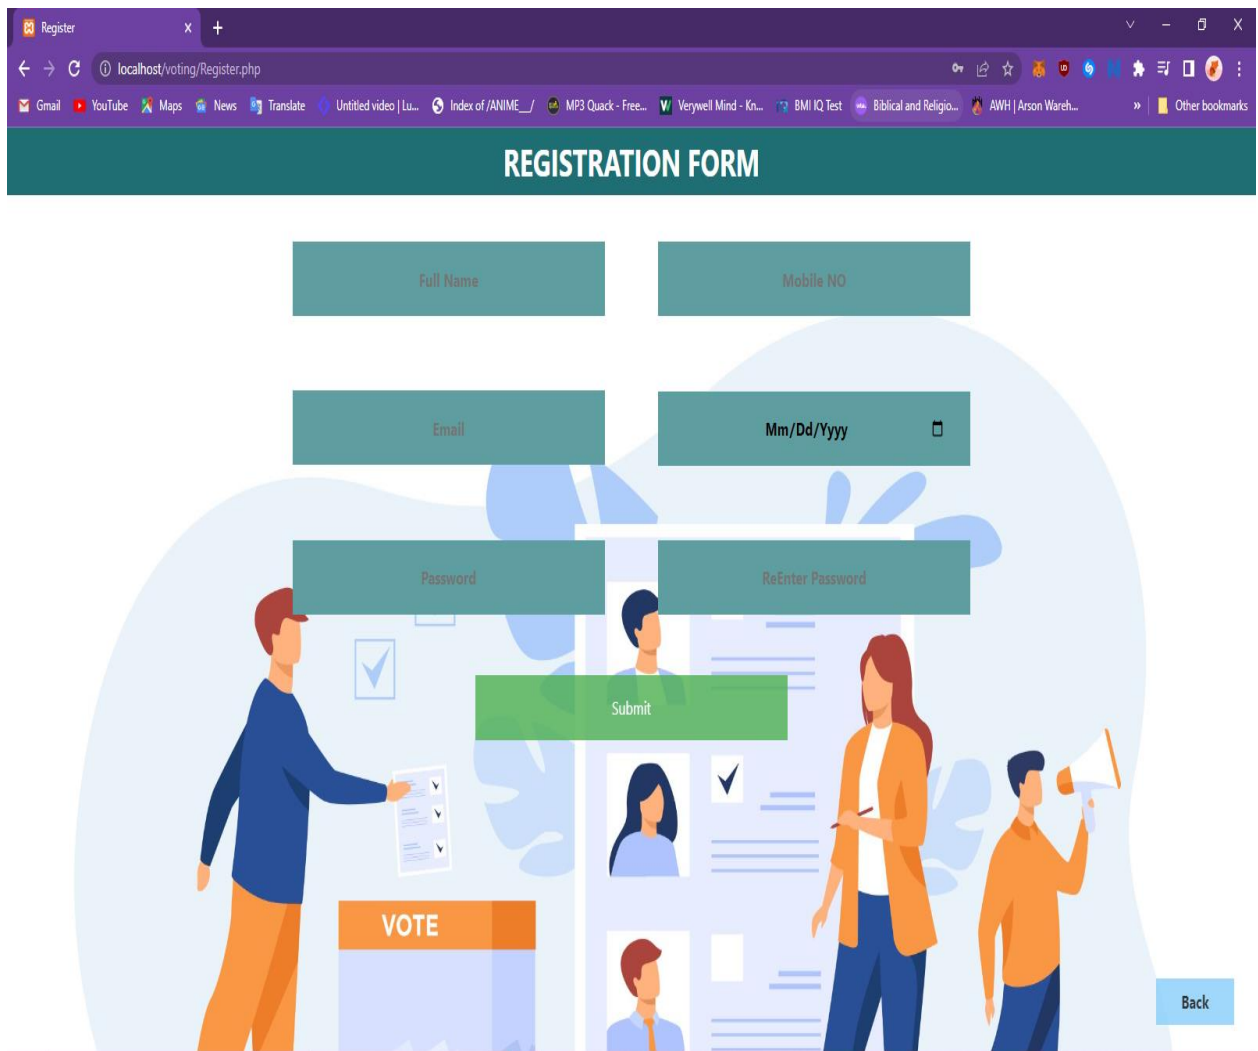 Register
localhost/voting/Register.php
Gmail YouTube Maps News Translate Untitled video | Lu... Index of /ANIME__/ MP3 Quack - Free... Verywell Mind - Kn... BMI IQ Test Biblical and Religio... AWH | Arson Wareh... » Other bookmarks
REGISTRATION FORM
Full Name Mobile NO
Email Mm/Dd/Yyyy
Password ReEnter Password
Submit
VOTE
Back